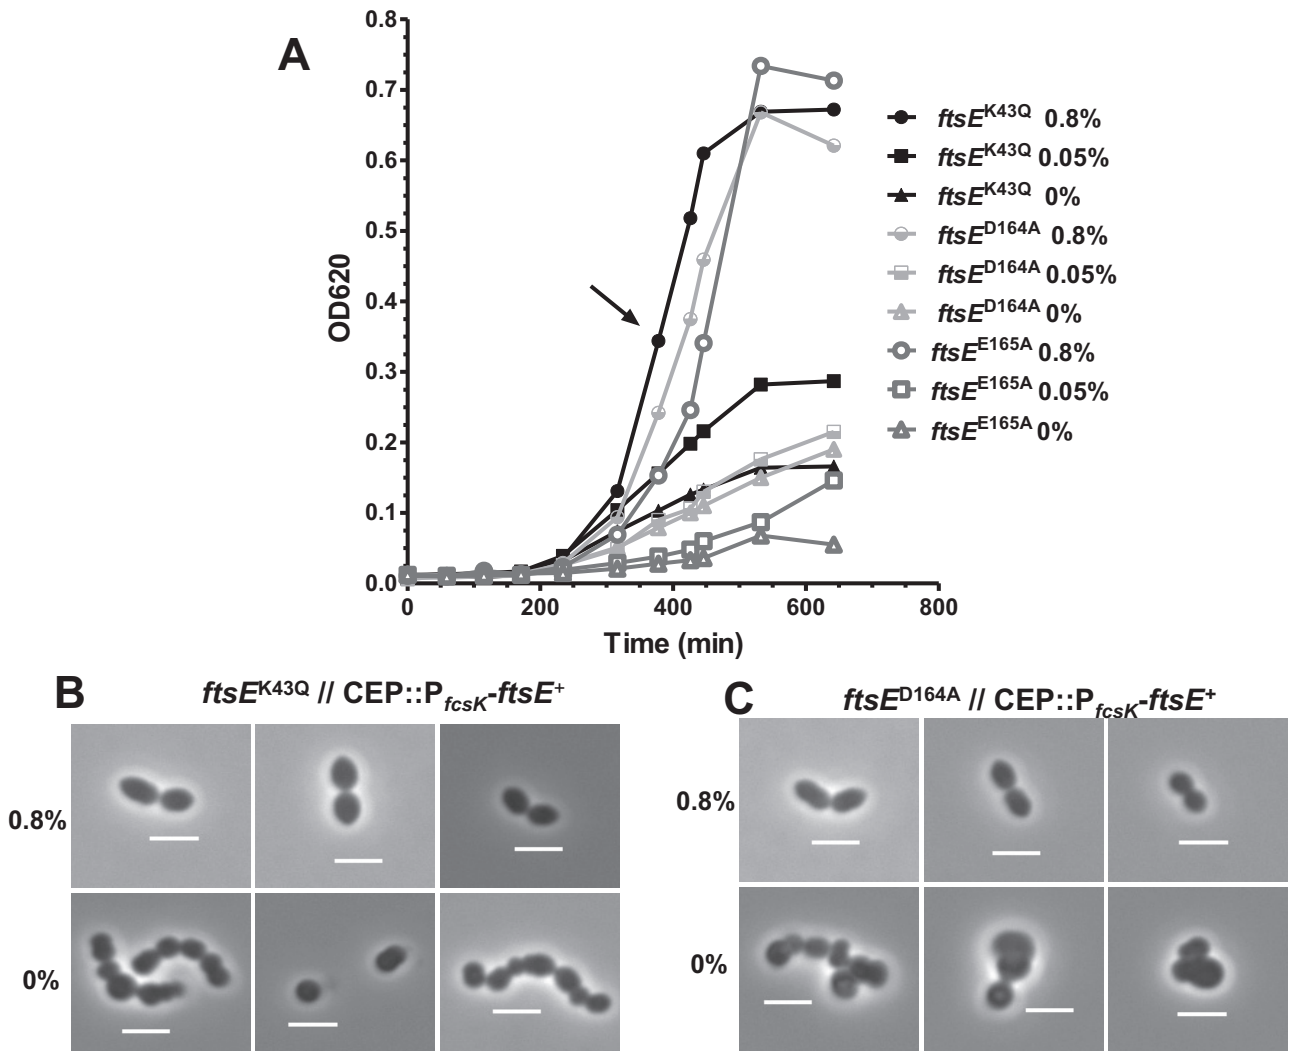 A
0.8
0.7
0.6
0.5
0.4
0.3
0.2
0.1
0.0
OD620
0 200 400 600 800
Time (min)
ftsE^K43Q 0.8%
ftsE^K43Q 0.05%
ftsE^K43Q 0%
ftsE^D164A 0.8%
ftsE^D164A 0.05%
ftsE^D164A 0%
ftsE^E165A 0.8%
ftsE^E165A 0.05%
ftsE^E165A 0%
B
ftsE^K43Q // CEP::P_fcsK-ftsE^+
0.8%
0%
C
ftsE^D164A // CEP::P_fcsK-ftsE^+
0.8%
0%